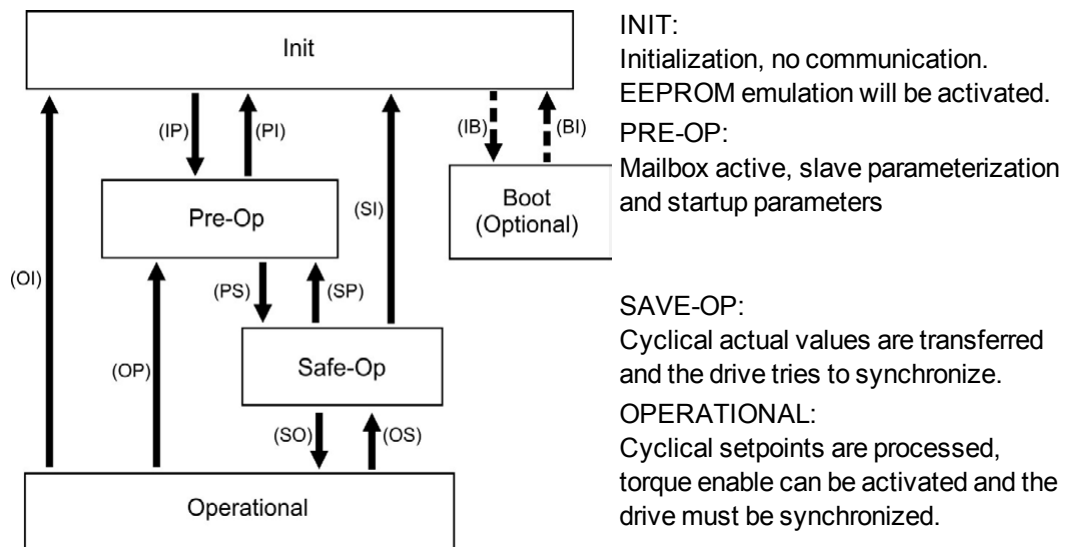 Init
(IP)
(PI)
(IB)
(BI)
Boot
(Optional)
Pre-Op
(SI)
(OI)
(PS)
(SP)
Safe-Op
(OP)
(SO)
(OS)
Operational
INIT:
Initialization, no communication.
EEPROM emulation will be activated.
PRE-OP:
Mailbox active, slave parameterization
and startup parameters
SAVE-OP:
Cyclical actual values are transferred
and the drive tries to synchronize.
OPERATIONAL:
Cyclical setpoints are processed,
torque enable can be activated and the
drive must be synchronized.